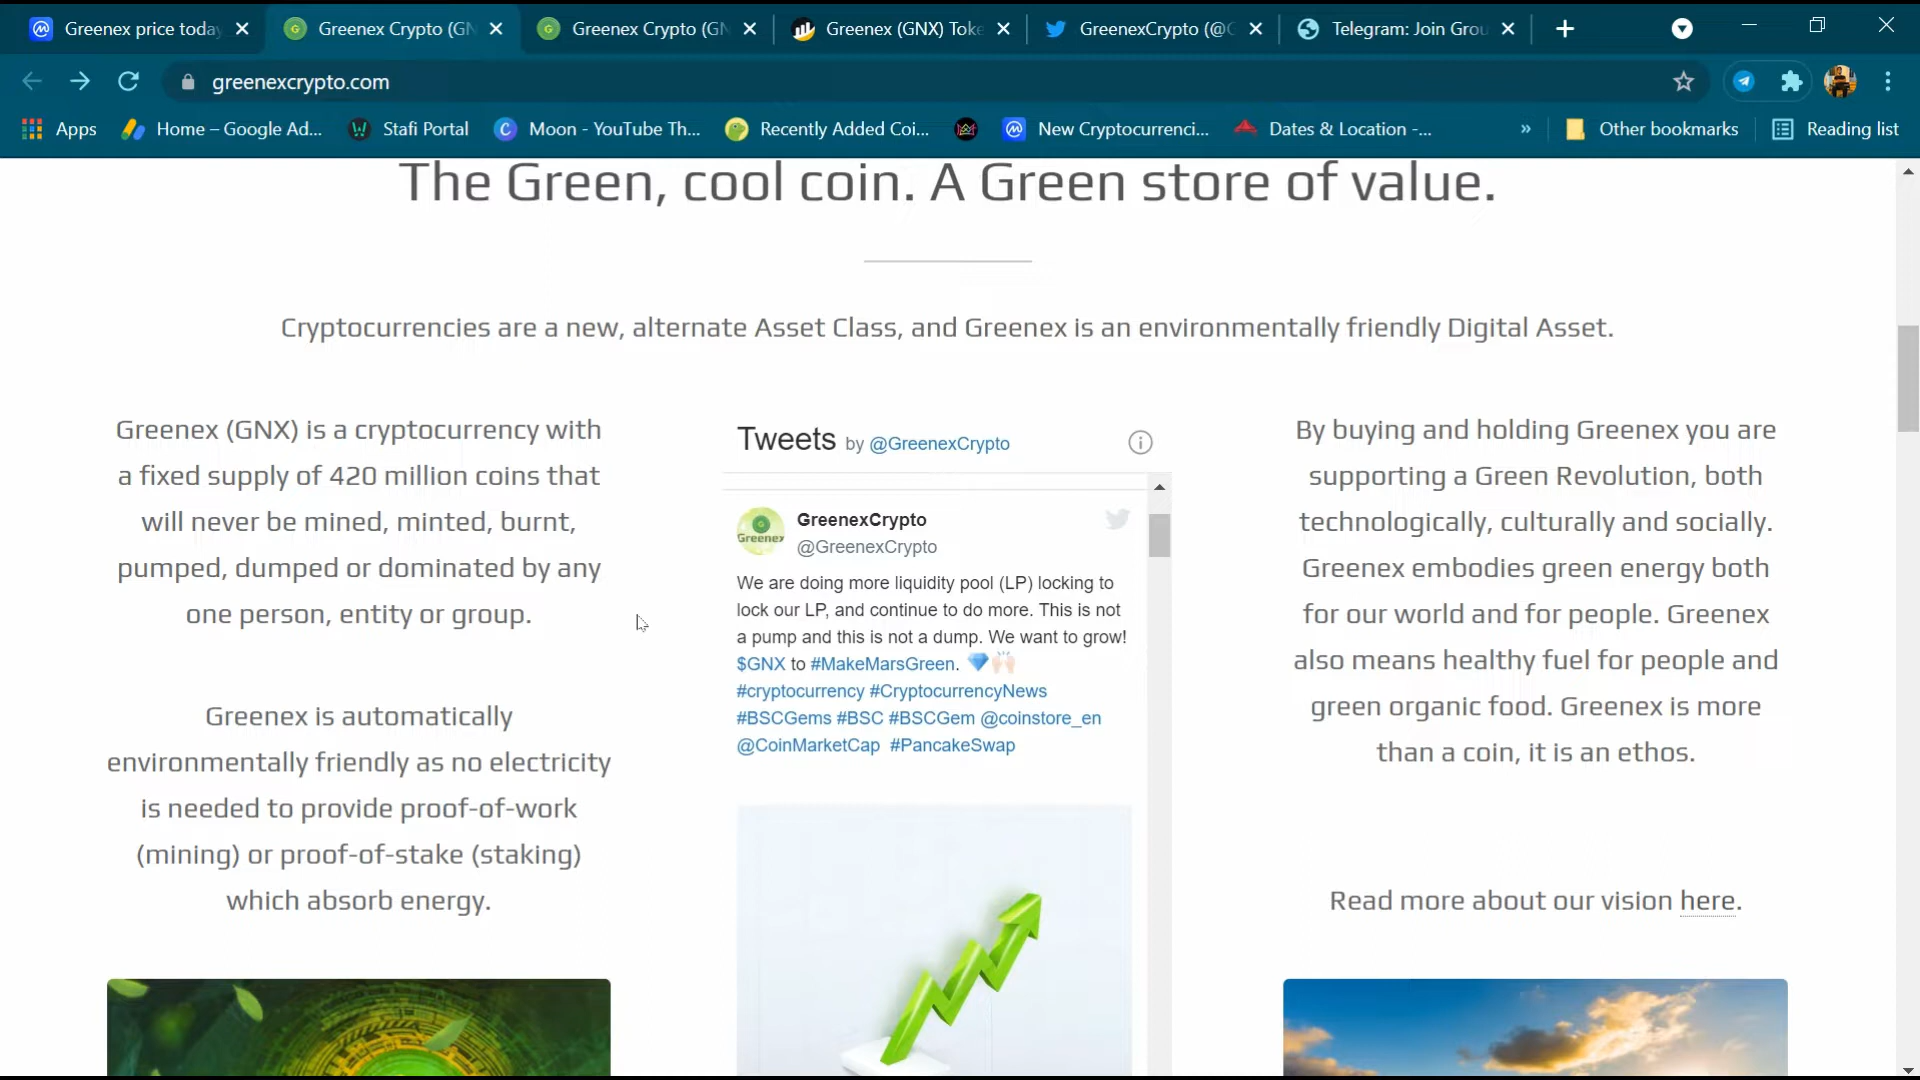 Greenex price today
Greenex Crypto (GN
Greenex Crypto (GN
Greenex (GNX) Toke
GreenexCrypto (@G
Telegram: Join Grou
greenexcrypto.com
Apps
Home – Google Ad...
Stafi Portal
Moon - YouTube Th...
Recently Added Coi...
New Cryptocurrenci...
Dates & Location -...
»
Other bookmarks
Reading list
The Green, cool coin. A Green store of value.
Cryptocurrencies are a new, alternate Asset Class, and Greenex is an environmentally friendly Digital Asset.
Greenex (GNX) is a cryptocurrency with
a fixed supply of 420 million coins that
will never be mined, minted, burnt,
pumped, dumped or dominated by any
one person, entity or group.
Greenex is automatically
environmentally friendly as no electricity
is needed to provide proof-of-work
(mining) or proof-of-stake (staking)
which absorb energy.
Tweets by @GreenexCrypto
Greenex
GreenexCrypto
@GreenexCrypto
We are doing more liquidity pool (LP) locking to
lock our LP, and continue to do more. This is not
a pump and this is not a dump. We want to grow!
$GNX to #MakeMarsGreen. 💎🙌🏻
#cryptocurrency #CryptocurrencyNews
#BSCGems #BSC #BSCGem @coinstore_en
@CoinMarketCap #PancakeSwap
By buying and holding Greenex you are
supporting a Green Revolution, both
technologically, culturally and socially.
Greenex embodies green energy both
for our world and for people. Greenex
also means healthy fuel for people and
green organic food. Greenex is more
than a coin, it is an ethos.
Read more about our vision here.